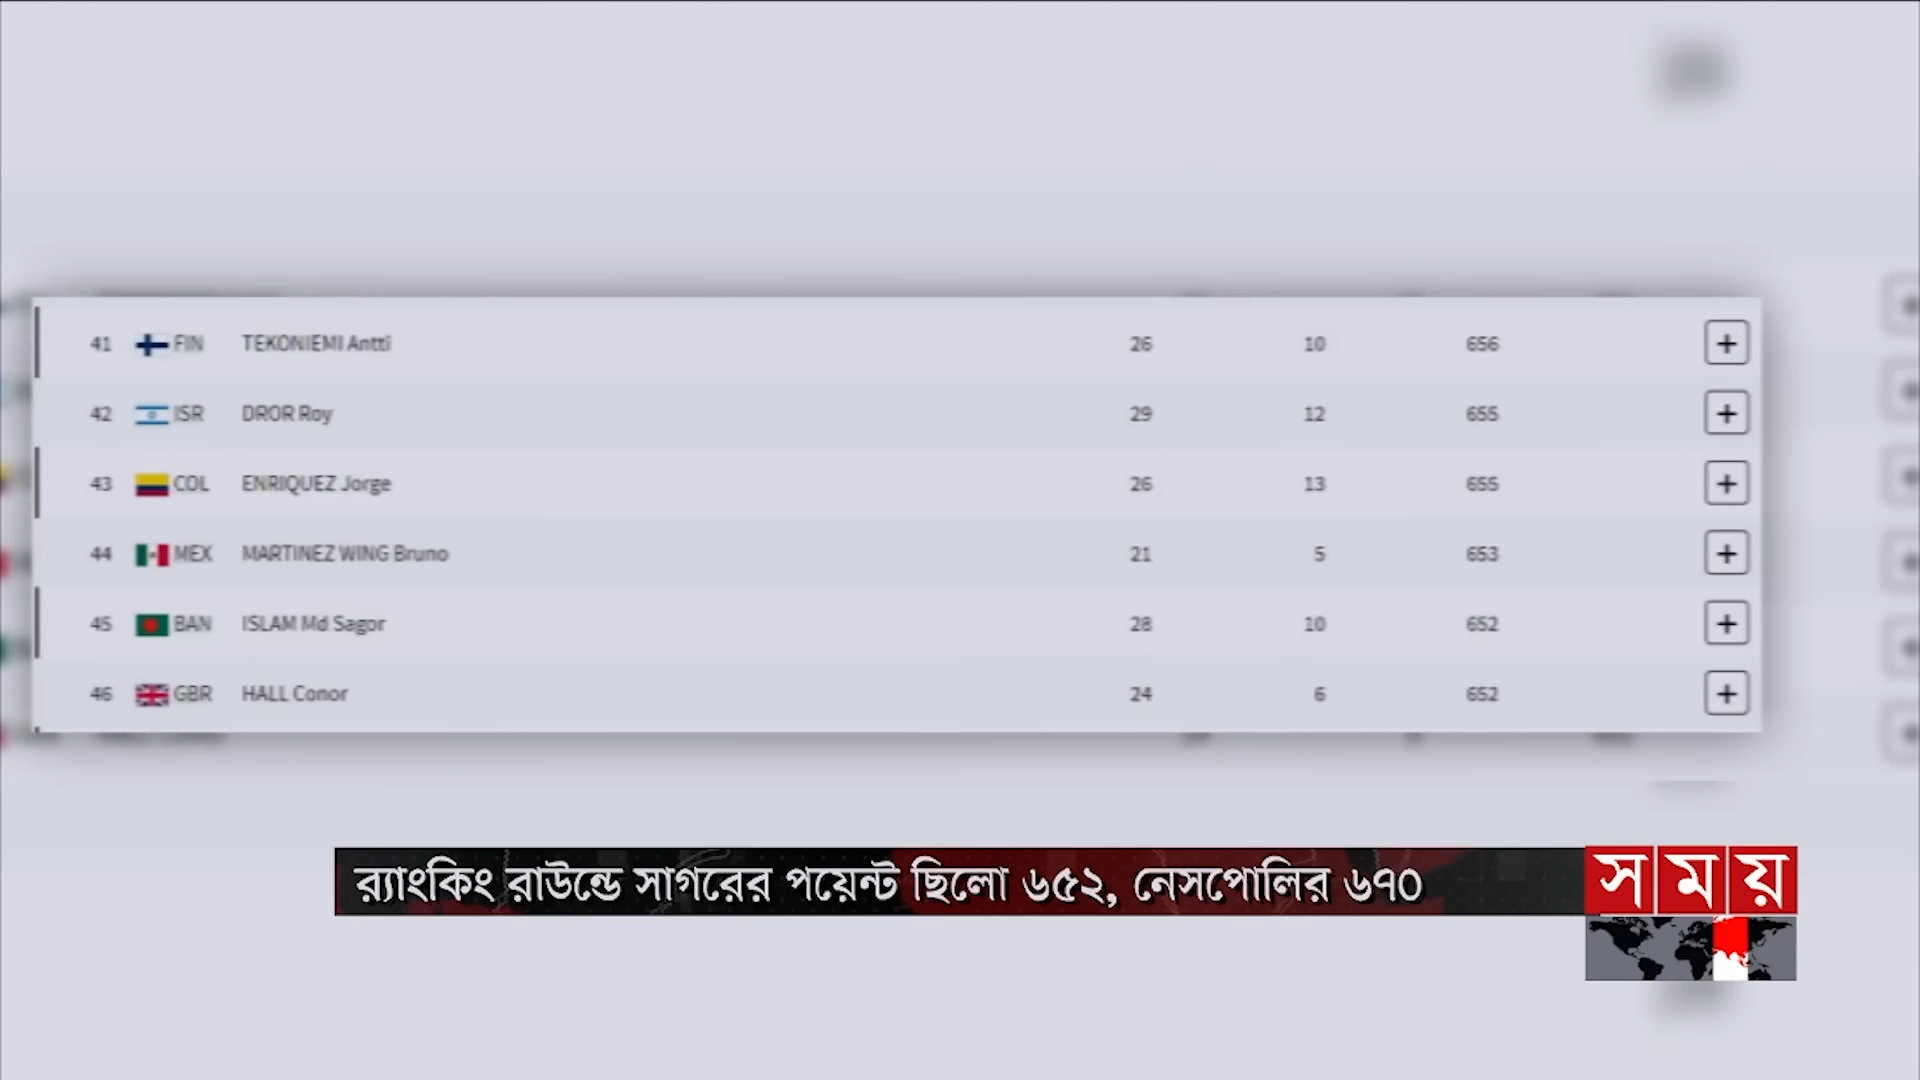 41 FIN TEKONIEMI Antti 26 10 656
42 ISR DROR Roy 29 12 655
43 COL ENRIQUEZ Jorge 26 13 655
44 MEX MARTINEZ WING Bruno 21 5 653
45 BAN ISLAM Md Sagor 28 10 652
46 GBR HALL Conor 24 6 652
র‍্যাংকিং রাউন্ডে সাগরের পয়েন্ট ছিলো ৬৫২, নেসপোলির ৬৭০
সময়